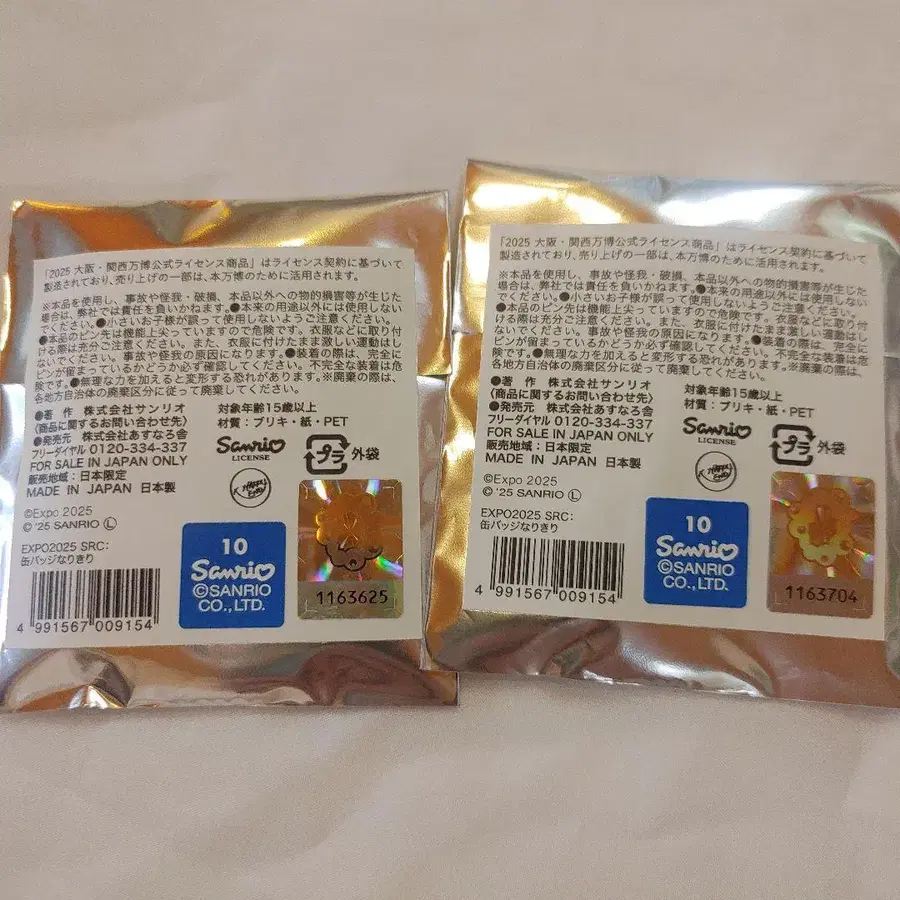 「2025 大阪・関西万博公式ライセンス商品」はライセンス契約に基づいて
製造されており、売り上げの一部は、本万博のために活用されます。
※本品を使用し、事故や怪我・破損、本品以外への物的損害等が生じた
場合は、弊社では責任を負いかねます。●本来の用途以外には使用しない
でください。●小さいお子様が誤って使用しないようご注意ください。
●本品のピン先は機能上尖っていますので危険です。衣服などに取り付
ける際は充分ご注意ください。また、衣服に付けたまま激しい運動はし
ないでください。事故や怪我の原因になります。●装着の際は、完全に
ピンが留まっているかどうか必ず確認してください。不完全な装着は危
険です。●無理な力を加えると変形する恐れがあります。※廃棄の際は、
各地方自治体の廃棄区分に従って廃棄してください。
●著 作 株式会社サンリオ
〈商品に関するお問い合わせ先〉
●発売元 株式会社あすなろ舎
フリーダイヤル 0120-334-337
FOR SALE IN JAPAN ONLY
販売地域:日本限定
MADE IN JAPAN 日本製
対象年齢15歳以上
材質:ブリキ・紙・PET
Sanrio
LICENSE
プラ 外袋
©Expo 2025
© '25 SANRIO Ⓛ
EXPO2025 SRC:
缶バッジなりきり
4 991567 009154
10
Sanrio
©SANRIO
CO.,LTD.
1163625
「2025 大阪・関西万博公式ライセンス商品」はライセンス契約に基づいて
製造されており、売り上げの一部は、本万博のために活用されます。
※本品を使用し、事故や怪我・破損、本品以外への物的損害等が生じた
場合は、弊社では責任を負いかねます。●本来の用途以外には使用しない
でください。●小さいお子様が誤って使用しないようご注意ください。
●本品のピン先は機能上尖っていますので危険です。衣服などに取り付
ける際は充分ご注意ください。また、衣服に付けたまま激しい運動はし
ないでください。事故や怪我の原因になります。●装着の際は、完全に
ピンが留まっているかどうか必ず確認してください。不完全な装着は危
険です。●無理な力を加えると変形する恐れがあります。※廃棄の際は、
各地方自治体の廃棄区分に従って廃棄してください。
●著 作 株式会社サンリオ
〈商品に関するお問い合わせ先〉
●発売元 株式会社あすなろ舎
フリーダイヤル 0120-334-337
FOR SALE IN JAPAN ONLY
販売地域:日本限定
MADE IN JAPAN 日本製
対象年齢15歳以上
材質:ブリキ・紙・PET
Sanrio
LICENSE
プラ 外袋
©Expo 2025
© '25 SANRIO Ⓛ
EXPO2025 SRC:
缶バッジなりきり
4 991567 009154
10
Sanrio
©SANRIO
CO.,LTD.
1163704